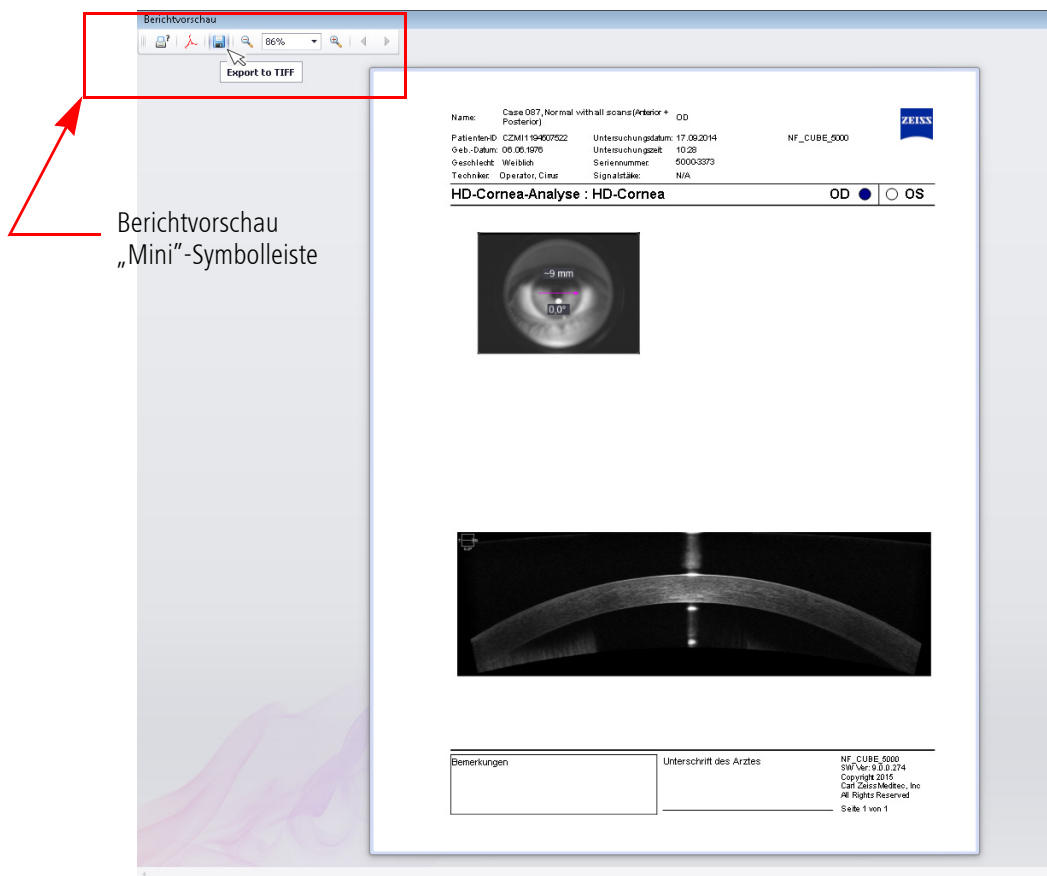 Berichtvorschau
86%
Export to TIFF
Berichtvorschau
„Mini"-Symbolleiste
Name: Case 087, Normal with all scans(Anterior + Posterior) OD
ZEISS
Patienten-ID CZMI1194607522 Untersuchungsdatum: 17.09.2014 NF_CUBE_5000
Geb.-Datum: 06.06.1976 Untersuchungszeit: 10:28
Geschlecht: Weiblich Seriennummer: 5000-3373
Techniker: Operator, Cirrus Signalstäke: N/A
HD-Cornea-Analyse : HD-Cornea OD OS
~9 mm
0,0°
Bemerkungen
Unterschrift des Arztes
NF_CUBE_5000
SW Ver: 9.0.0.274
Copyright 2015
Carl Zeiss Meditec, Inc
All Rights Reserved
Seite 1 von 1